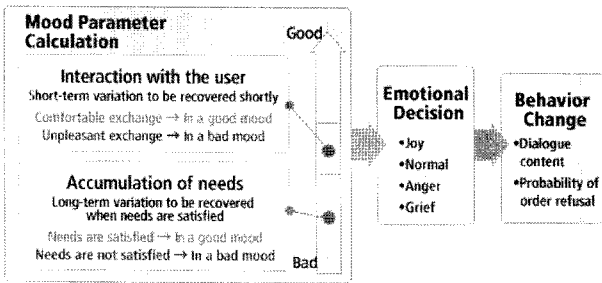 Mood Parameter
Calculation
Good
Interaction with the user
Short-term variation to be recovered shortly
Comfortable exchange → In a good mood
Unpleasant exchange → In a bad mood
Accumulation of needs
Long-term variation to be recovered
when needs are satisfied
Needs are satisfied → In a good mood
Needs are not satisfied → In a bad mood
Bad
Emotional
Decision
•Joy
•Normal
•Anger
•Grief
Behavior
Change
•Dialogue
content
•Probability of
order refusal